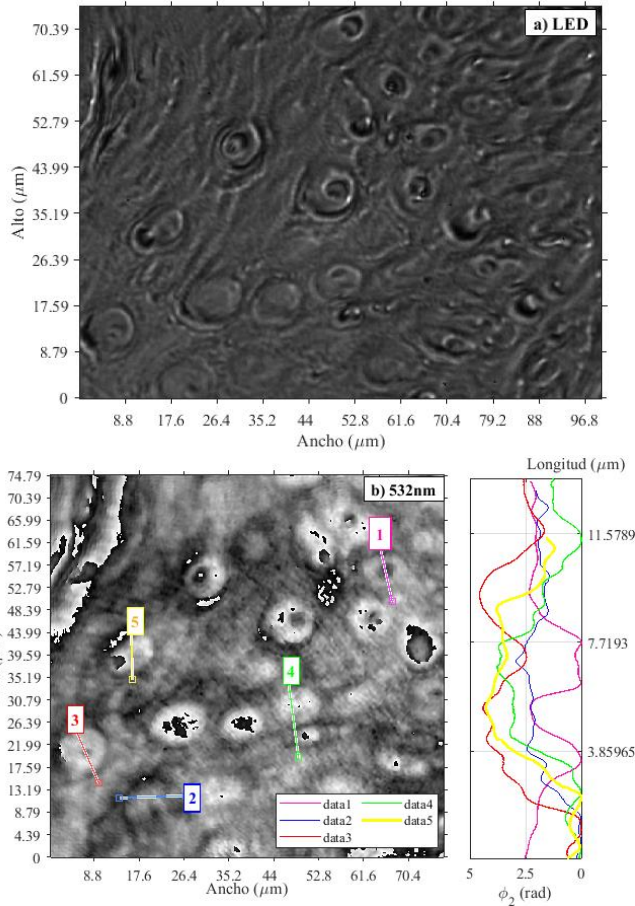 a) LED
70.39
61.59
52.79
43.99
35.19
26.39
17.59
8.79
0
Alto (μm)
8.8 17.6 26.4 35.2 44 52.8 61.6 70.4 79.2 88 96.8
Ancho (μm)
b) 532nm
74.79
70.39
65.99
61.59
57.19
52.79
48.39
43.99
39.59
35.19
30.79
26.39
21.99
17.59
13.19
8.79
4.39
0
1
5
4
3
2
data1 data4
data2 data5
data3
8.8 17.6 26.4 35.2 44 52.8 61.6 70.4
Ancho (μm)
Longitud (μm)
11.5789
7.7193
3.85965
5 2.5 0
ϕ2 (rad)